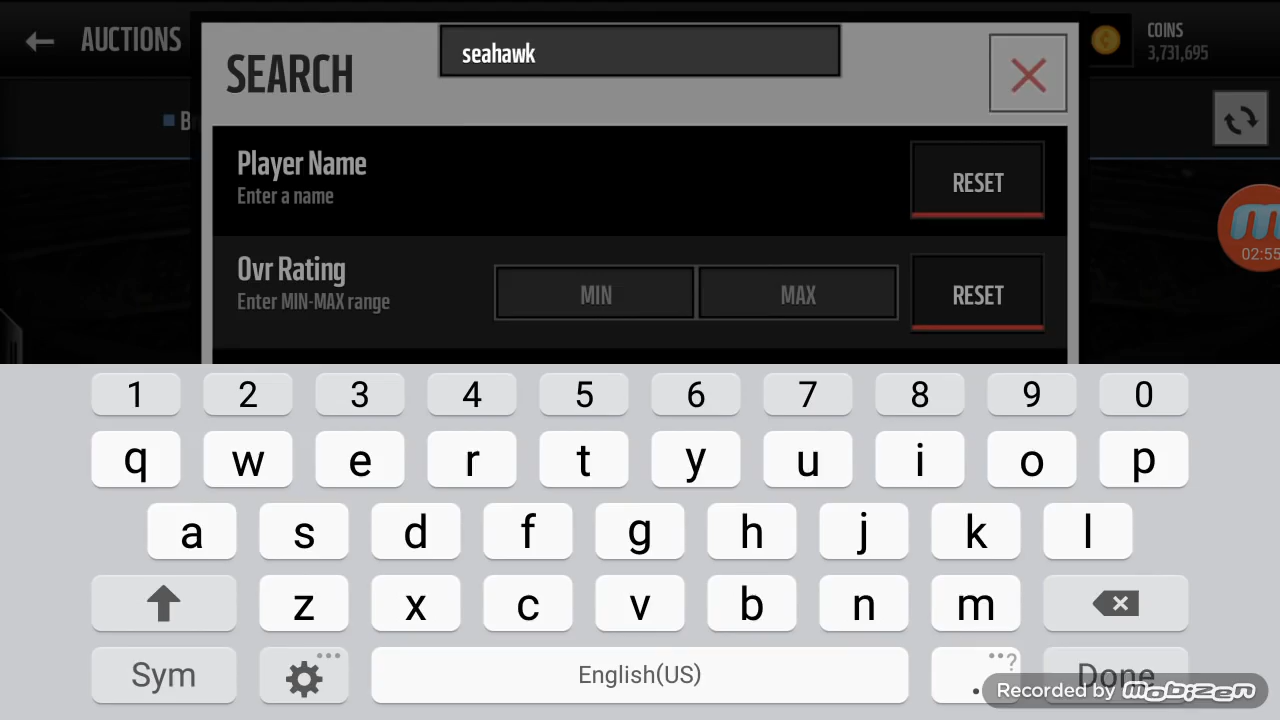 AUCTIONS
SEARCH
seahawk
COINS
3,731,695
B
Player Name
Enter a name
RESET
Ovr Rating
Enter MIN-MAX range
MIN
MAX
RESET
02:55
1 2 3 4 5 6 7 8 9 0
q w e r t y u i o p
a s d f g h j k l
z x c v b n m
Sym
English(US)
...?
.
Done
Recorded by mobizen